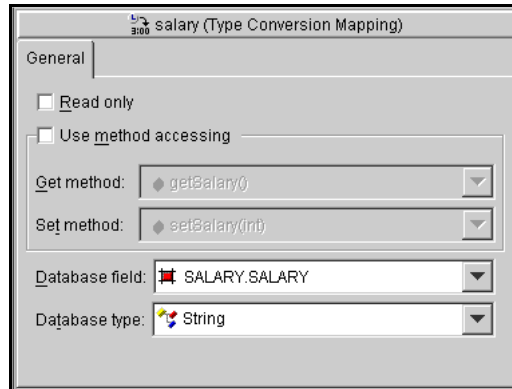 salary (Type Conversion Mapping)
General
Read only
Use method accessing
Get method: getSalary()
Set method: setSalary(int)
Database field: SALARY.SALARY
Database type: String